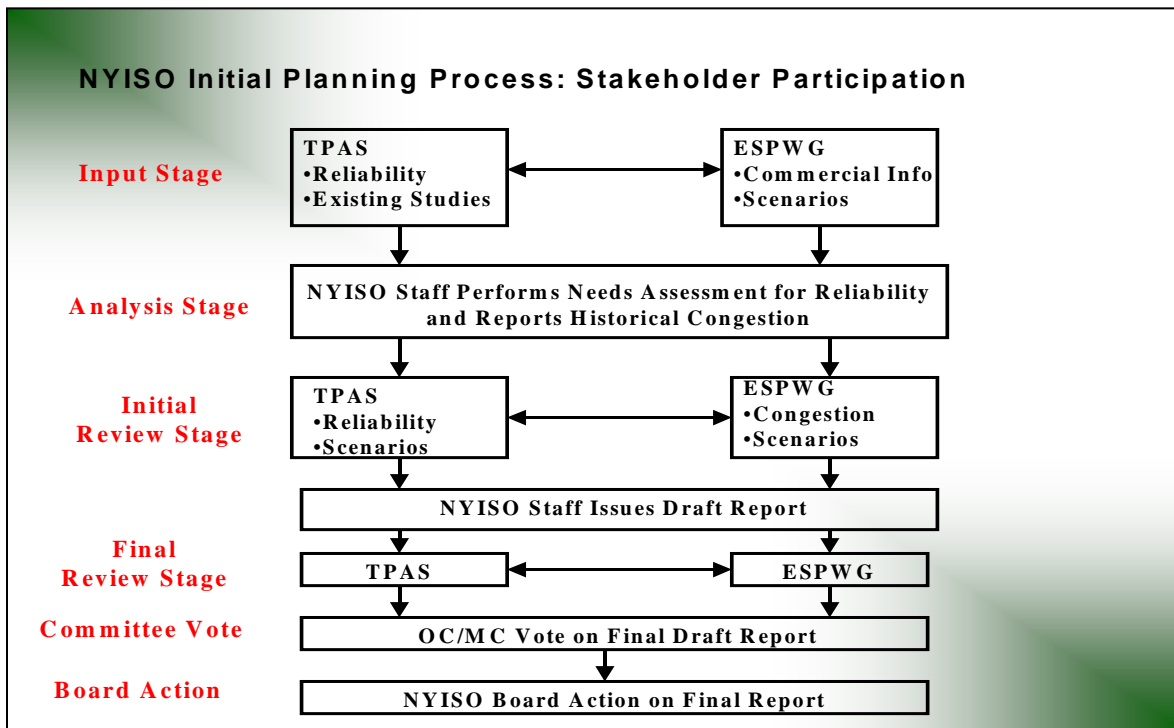 NYISO Initial Planning Process: Stakeholder Participation
Input Stage
TPAS
•Reliability
•Existing Studies
ESPWG
•Commercial Info
•Scenarios
Analysis Stage
NYISO Staff Performs Needs Assessment for Reliability
and Reports Historical Congestion
Initial
Review Stage
TPAS
•Reliability
•Scenarios
ESPWG
•Congestion
•Scenarios
NYISO Staff Issues Draft Report
Final
Review Stage
TPAS
ESPWG
Committee Vote
OC/MC Vote on Final Draft Report
Board Action
NYISO Board Action on Final Report